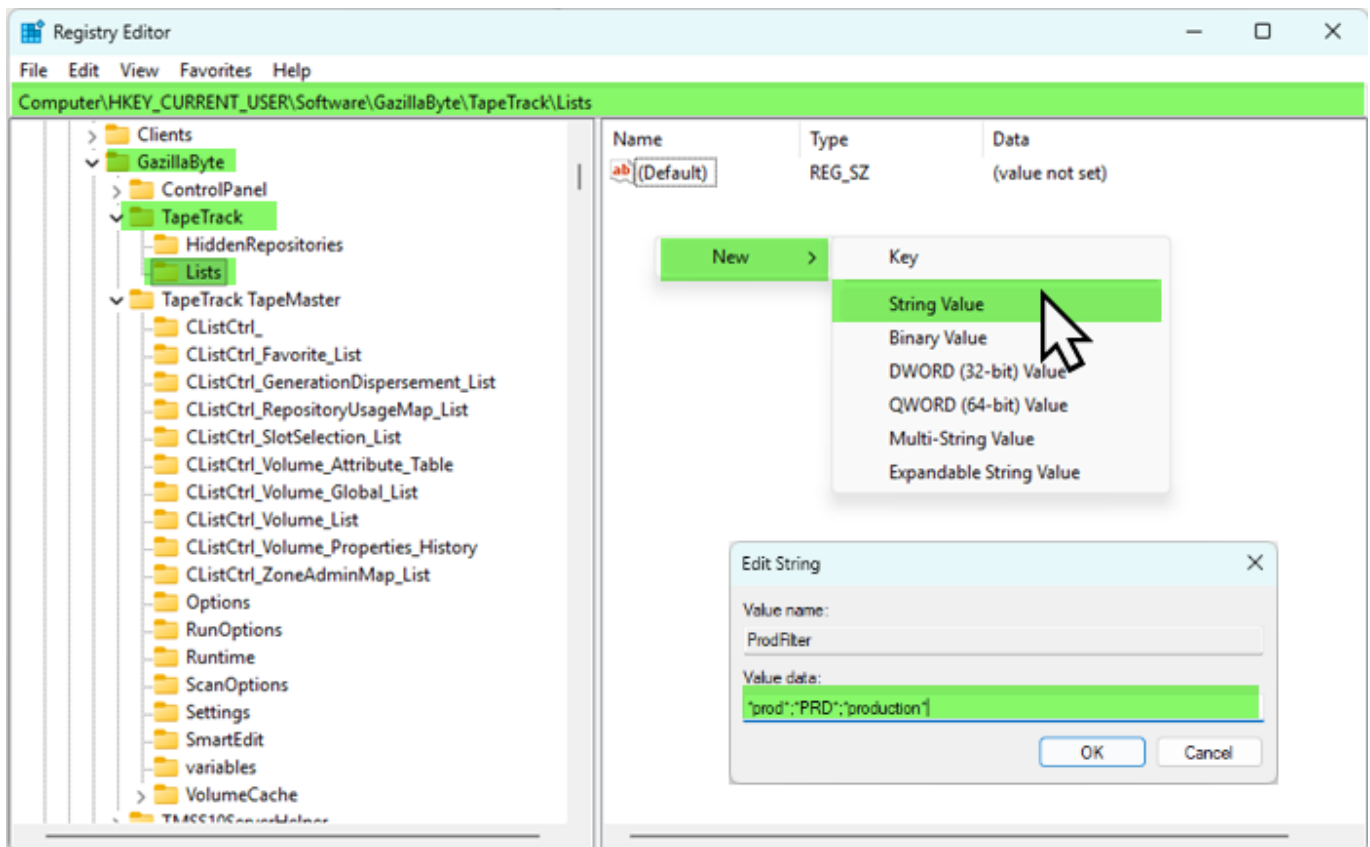 Registry Editor
File Edit View Favorites Help
Computer\HKEY_CURRENT_USER\Software\GazillaByte\TapeTrack\Lists
Clients
GazillaByte
ControlPanel
TapeTrack
HiddenRepositories
Lists
TapeTrack TapeMaster
CListCtrl_
CListCtrl_Favorite_List
CListCtrl_GenerationDispersement_List
CListCtrl_RepositoryUsageMap_List
CListCtrl_SlotSelection_List
CListCtrl_Volume_Attribute_Table
CListCtrl_Volume_Global_List
CListCtrl_Volume_List
CListCtrl_Volume_Properties_History
CListCtrl_ZoneAdminMap_List
Options
RunOptions
Runtime
ScanOptions
Settings
SmartEdit
variables
VolumeCache
TMSS10ServerHelper
Name Type Data
ab (Default) REG_SZ (value not set)
New > Key
String Value
Binary Value
DWORD (32-bit) Value
QWORD (64-bit) Value
Multi-String Value
Expandable String Value
Edit String
Value name:
ProdFilter
Value data:
*prod*;*PRD*;*production*
OK Cancel